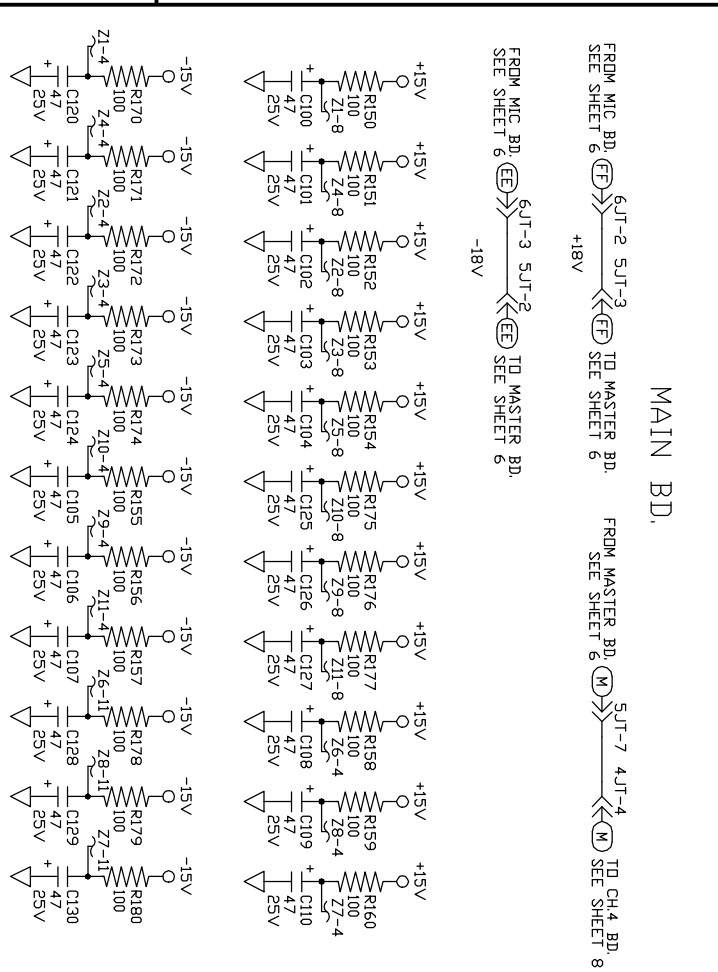 MAIN BD.
FROM MIC BD.
SEE SHEET 6
FF
6JT-2
5JT-3
+18V
FF
TO MASTER BD.
SEE SHEET 6
FROM MASTER BD.
SEE SHEET 6
M
5JT-7
4JT-4
M
TO CH.4 BD.
SEE SHEET 8
FROM MIC BD.
SEE SHEET 6
EE
6JT-3
5JT-2
-18V
EE
TO MASTER BD.
SEE SHEET 6
+15V
R150
100
Z1-8
+
C100
47
25V
+15V
R151
100
Z4-8
+
C101
47
25V
+15V
R152
100
Z2-8
+
C102
47
25V
+15V
R153
100
Z3-8
+
C103
47
25V
+15V
R154
100
Z5-8
+
C104
47
25V
+15V
R175
100
Z10-8
+
C125
47
25V
+15V
R176
100
Z9-8
+
C126
47
25V
+15V
R177
100
Z11-8
+
C127
47
25V
+15V
R158
100
Z6-4
+
C108
47
25V
+15V
R159
100
Z8-4
+
C109
47
25V
+15V
R160
100
Z7-4
+
C110
47
25V
-15V
R170
100
Z1-4
C120
+
47
25V
-15V
R171
100
Z4-4
C121
+
47
25V
-15V
R172
100
Z2-4
C122
+
47
25V
-15V
R173
100
Z3-4
C123
+
47
25V
-15V
R174
100
Z5-4
C124
+
47
25V
-15V
R155
100
Z10-4
C105
+
47
25V
-15V
R156
100
Z9-4
C106
+
47
25V
-15V
R157
100
Z11-4
C107
+
47
25V
-15V
R178
100
Z6-11
C128
+
47
25V
-15V
R179
100
Z8-11
C129
+
47
25V
-15V
R180
100
Z7-11
C130
+
47
25V